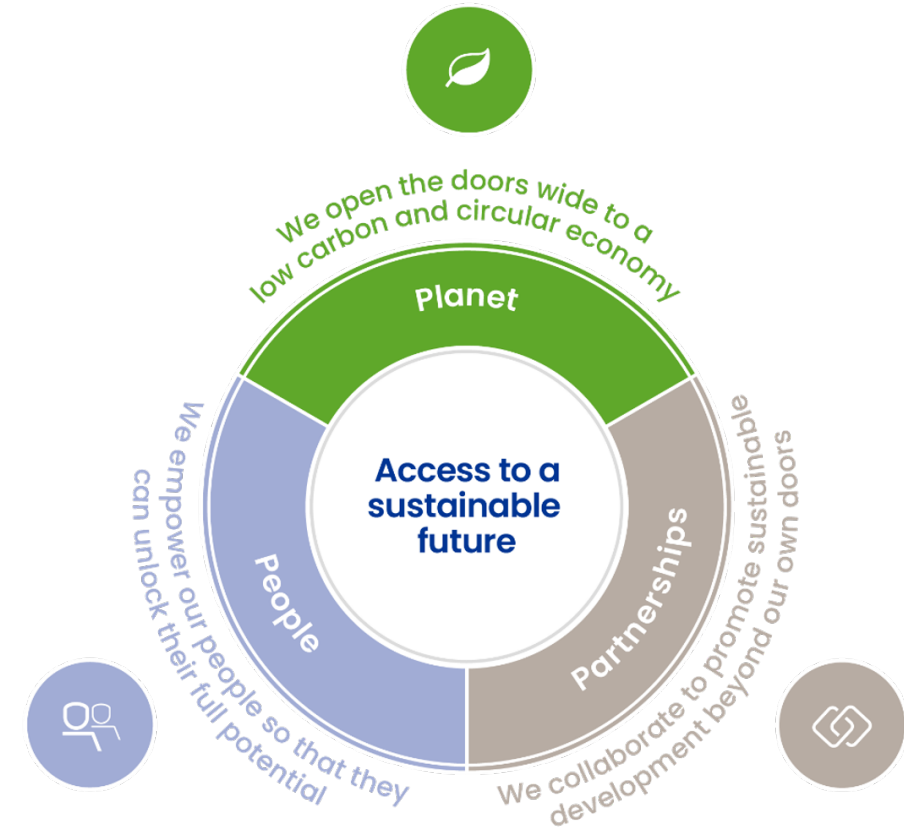 We open the doors wide to a
low carbon and circular economy
Planet
Access to a
sustainable
future
People
We empower our people so that they
can unlock their full potential
Partnerships
We collaborate to promote sustainable
development beyond our own doors